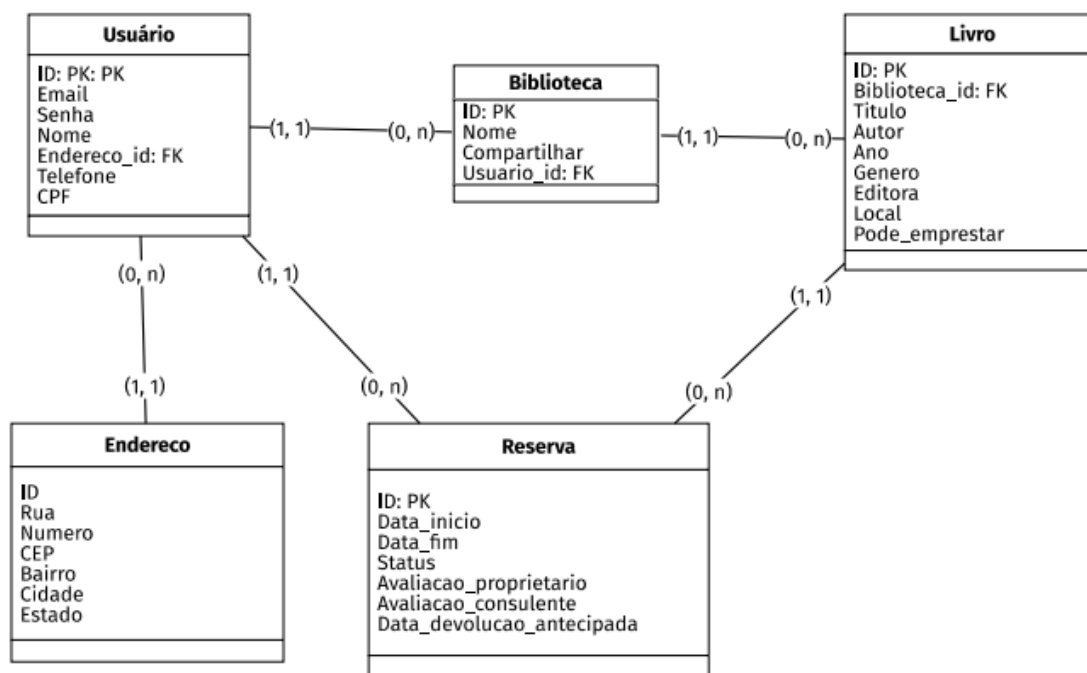 Usuário
ID: PK: PK
Email
Senha
Nome
Endereco_id: FK
Telefone
CPF
(1, 1)
(0, n)
Biblioteca
ID: PK
Nome
Compartilhar
Usuario_id: FK
(1, 1)
(0, n)
Livro
ID: PK
Biblioteca_id: FK
Titulo
Autor
Ano
Genero
Editora
Local
Pode_emprestar
(0, n)
(1, 1)
(1, 1)
(1, 1)
(0, n)
(0, n)
Endereco
ID
Rua
Numero
CEP
Bairro
Cidade
Estado
Reserva
ID: PK
Data_inicio
Data_fim
Status
Avaliacao_proprietario
Avaliacao_consulente
Data_devolucao_antecipada